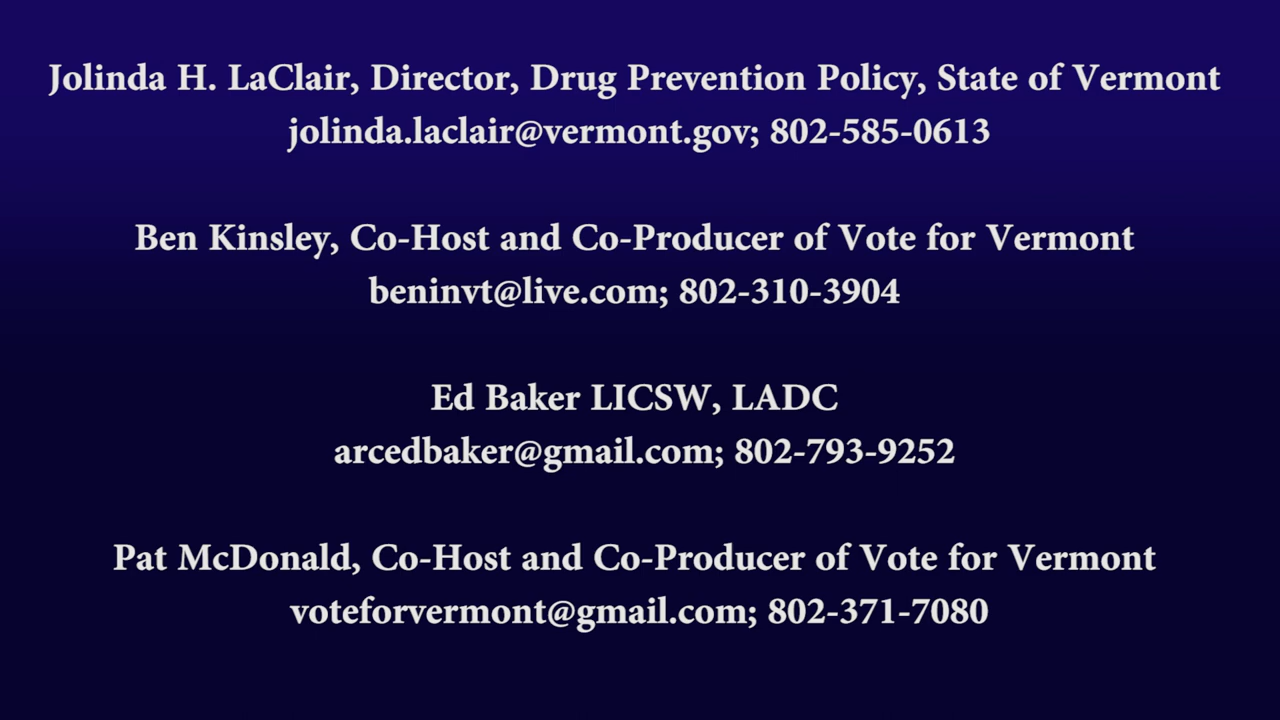 Jolinda H. LaClair, Director, Drug Prevention Policy, State of Vermont
jolinda.laclair@vermont.gov; 802-585-0613
Ben Kinsley, Co-Host and Co-Producer of Vote for Vermont
beninvt@live.com; 802-310-3904
Ed Baker LICSW, LADC
arcedbaker@gmail.com; 802-793-9252
Pat McDonald, Co-Host and Co-Producer of Vote for Vermont
voteforvermont@gmail.com; 802-371-7080